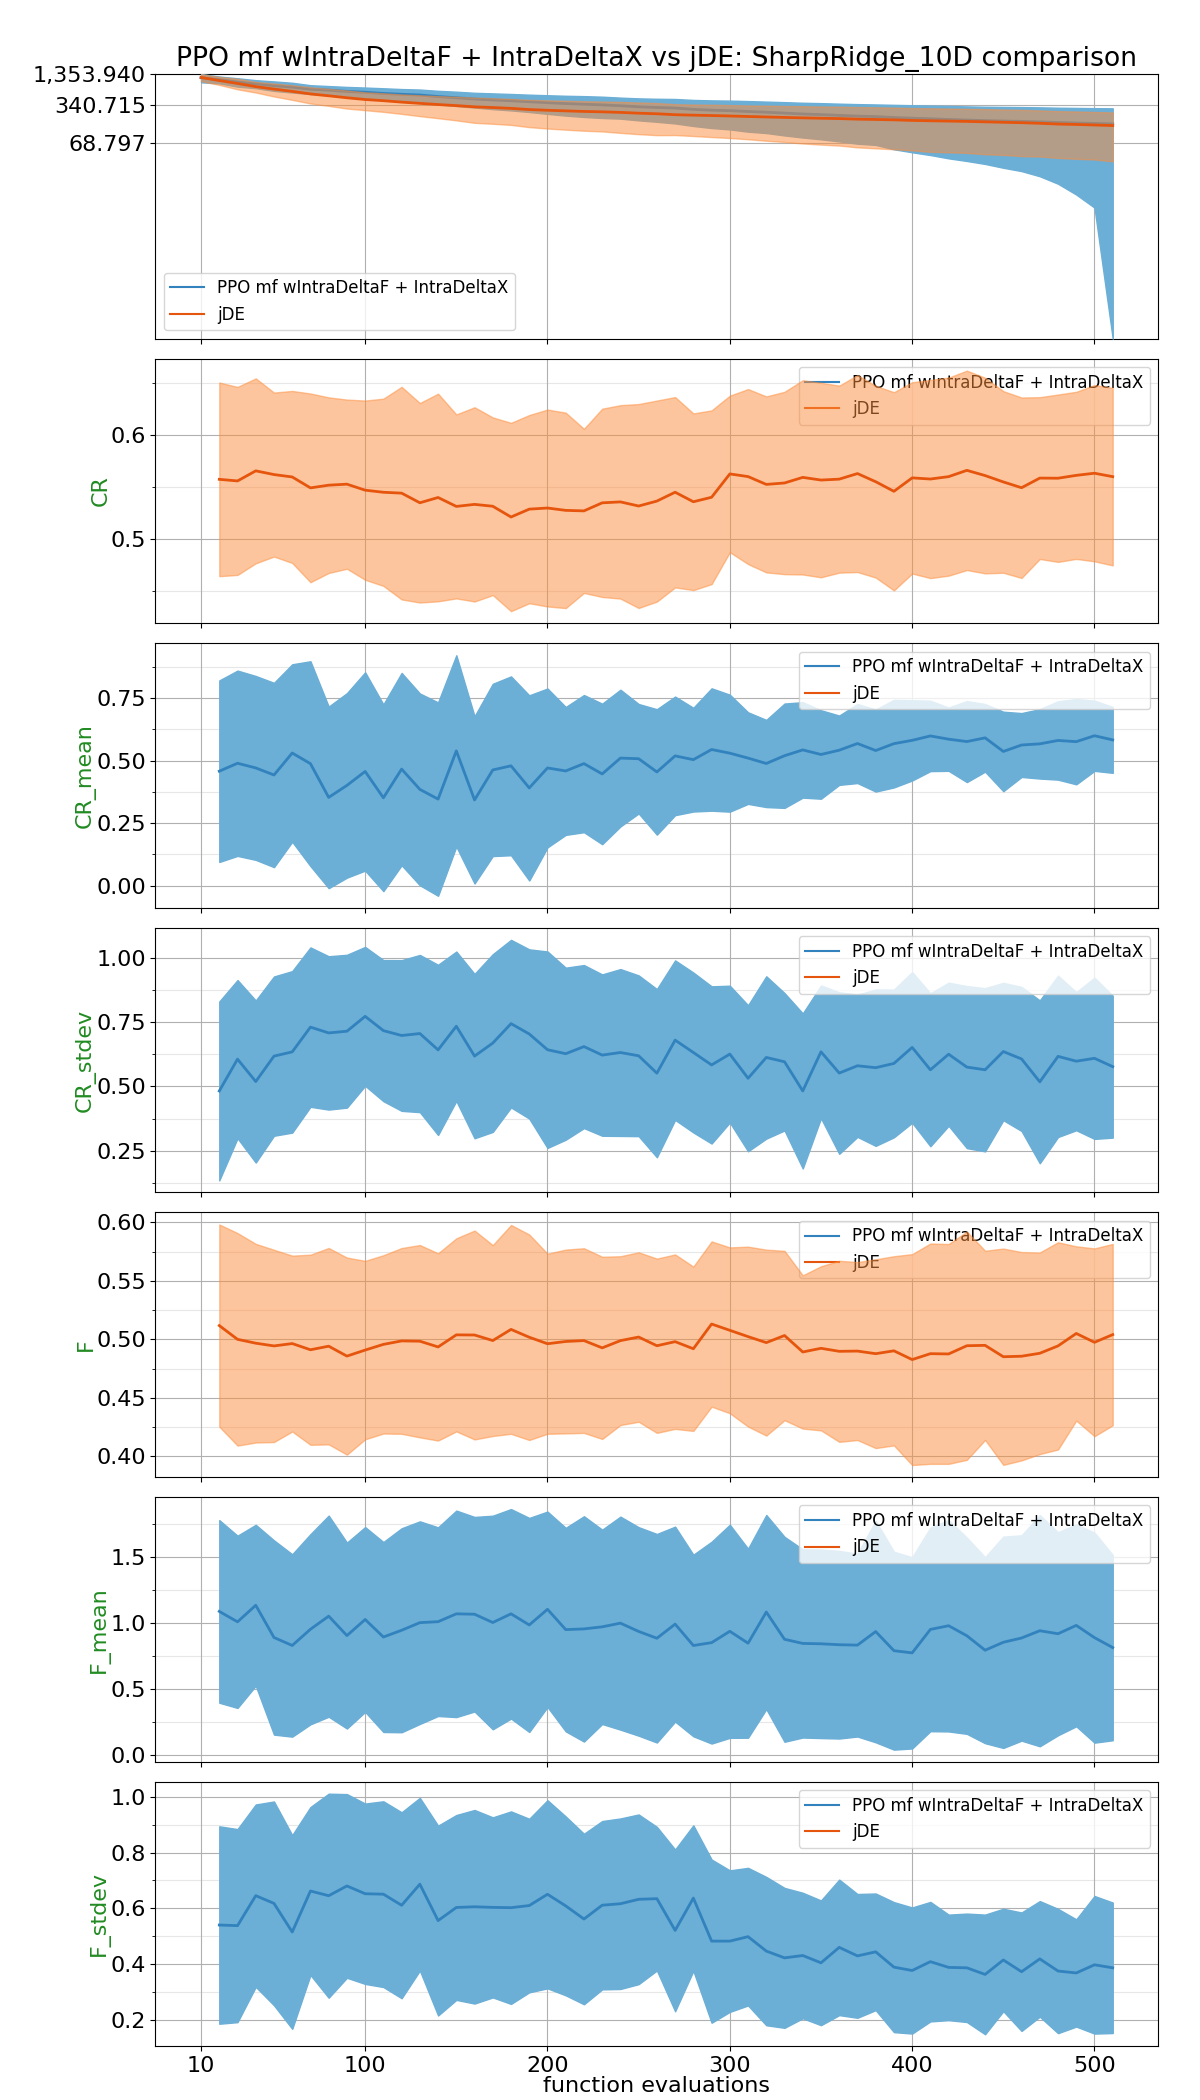 PPO mf wIntraDeltaF + IntraDeltaX vs jDE: SharpRidge_10D comparison
1,353.940
340.715
68.797
PPO mf wIntraDeltaF + IntraDeltaX
jDE
CR
0.6
0.5
PPO mf wIntraDeltaF + IntraDeltaX
jDE
CR_mean
0.75
0.50
0.25
0.00
PPO mf wIntraDeltaF + IntraDeltaX
jDE
CR_stdev
1.00
0.75
0.50
0.25
PPO mf wIntraDeltaF + IntraDeltaX
jDE
F
0.60
0.55
0.50
0.45
0.40
PPO mf wIntraDeltaF + IntraDeltaX
jDE
F_mean
1.5
1.0
0.5
0.0
PPO mf wIntraDeltaF + IntraDeltaX
jDE
F_stdev
1.0
0.8
0.6
0.4
0.2
PPO mf wIntraDeltaF + IntraDeltaX
jDE
10 100 200 300 400 500
function evaluations